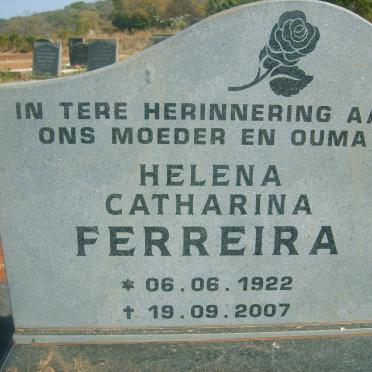 IN TERE HERINNERING AA
ONS MOEDER EN OUMA
HELENA
CATHARINA
FERREIRA
* 06.06.1922
† 19.09.2007